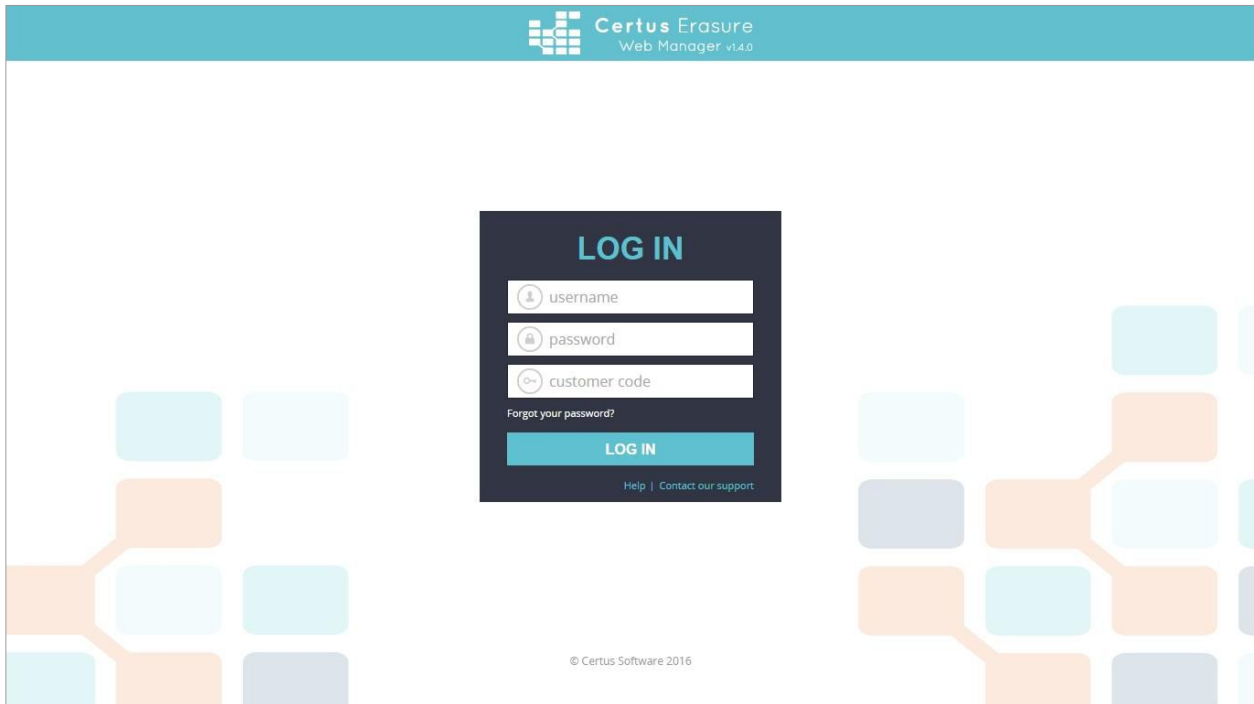 Certus Erasure
Web Manager v1.4.0
LOG IN
username
password
customer code
Forgot your password?
LOG IN
Help | Contact our support
© Certus Software 2016